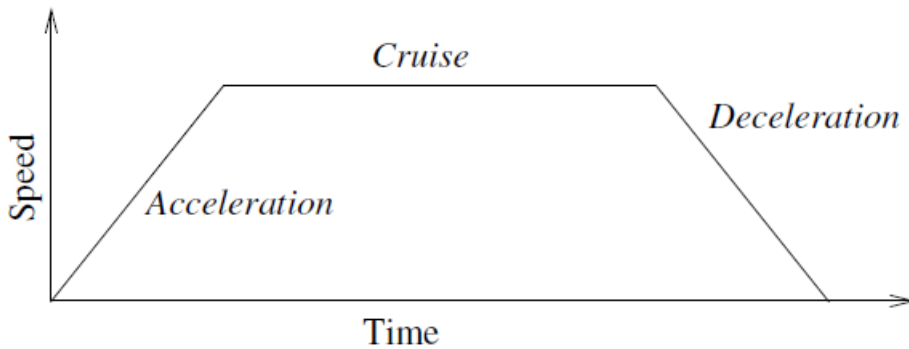 Cruise
Deceleration
Speed
Acceleration
Time